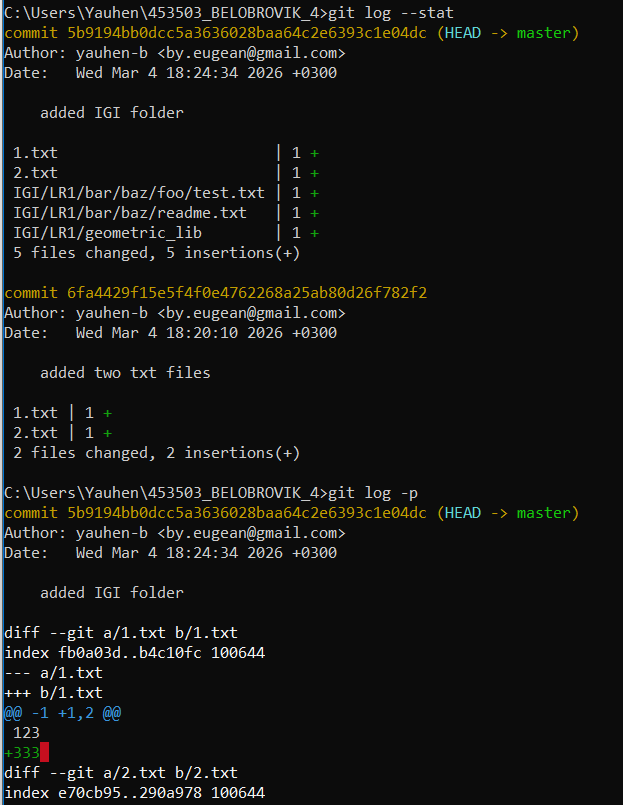 C:\Users\Yauhen\453503_BELOBROVIK_4>git log --stat
commit 5b9194bb0dcc5a3636028baa64c2e6393c1e04dc (HEAD -> master)
Author: yauhen-b <by.eugean@gmail.com>
Date:   Wed Mar 4 18:24:34 2026 +0300

    added IGI folder

 1.txt                        | 1 +
 2.txt                        | 1 +
 IGI/LR1/bar/baz/foo/test.txt | 1 +
 IGI/LR1/bar/baz/readme.txt   | 1 +
 IGI/LR1/geometric_lib        | 1 +
 5 files changed, 5 insertions(+)

commit 6fa4429f15e5f4f0e4762268a25ab80d26f782f2
Author: yauhen-b <by.eugean@gmail.com>
Date:   Wed Mar 4 18:20:10 2026 +0300

    added two txt files

 1.txt | 1 +
 2.txt | 1 +
 2 files changed, 2 insertions(+)

C:\Users\Yauhen\453503_BELOBROVIK_4>git log -p
commit 5b9194bb0dcc5a3636028baa64c2e6393c1e04dc (HEAD -> master)
Author: yauhen-b <by.eugean@gmail.com>
Date:   Wed Mar 4 18:24:34 2026 +0300

    added IGI folder

diff --git a/1.txt b/1.txt
index fb0a03d..b4c10fc 100644
--- a/1.txt
+++ b/1.txt
@@ -1 +1,2 @@
 123
+333
diff --git a/2.txt b/2.txt
index e70cb95..290a978 100644